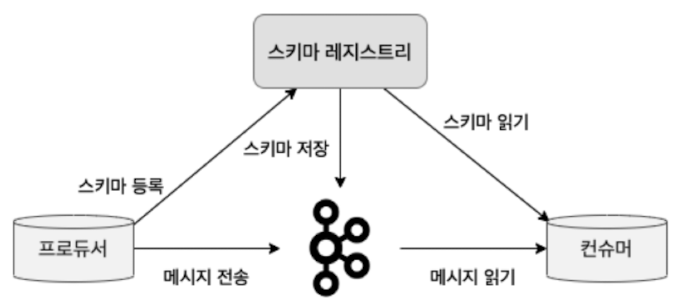 스키마 레지스트리
스키마 읽기
스키마 저장
스키마 등록
프로듀서
컨슈머
메시지 전송
메시지 읽기